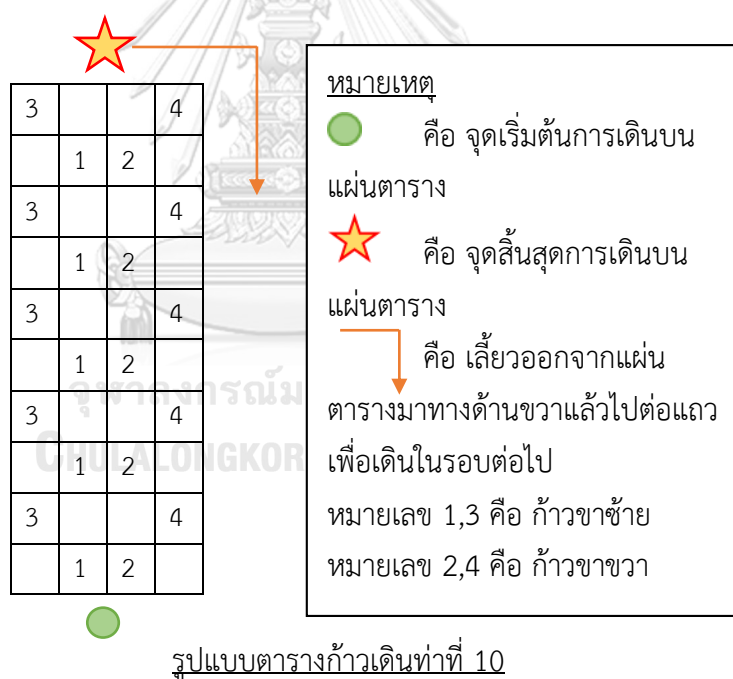 3 4
1 2
3 4
1 2
3 4
1 2
3 4
1 2
3 4
1 2
หมายเหตุ
คือ จุดเริ่มต้นการเดินบน
แผ่นตาราง
คือ จุดสิ้นสุดการเดินบน
แผ่นตาราง
คือ เลี้ยวออกจากแผ่น
ตารางมาทางด้านขวาแล้วไปต่อแถว
เพื่อเดินในรอบต่อไป
หมายเลข 1,3 คือ ก้าวขาซ้าย
หมายเลข 2,4 คือ ก้าวขาขวา
รูปแบบตารางก้าวเดินท่าที่ 10